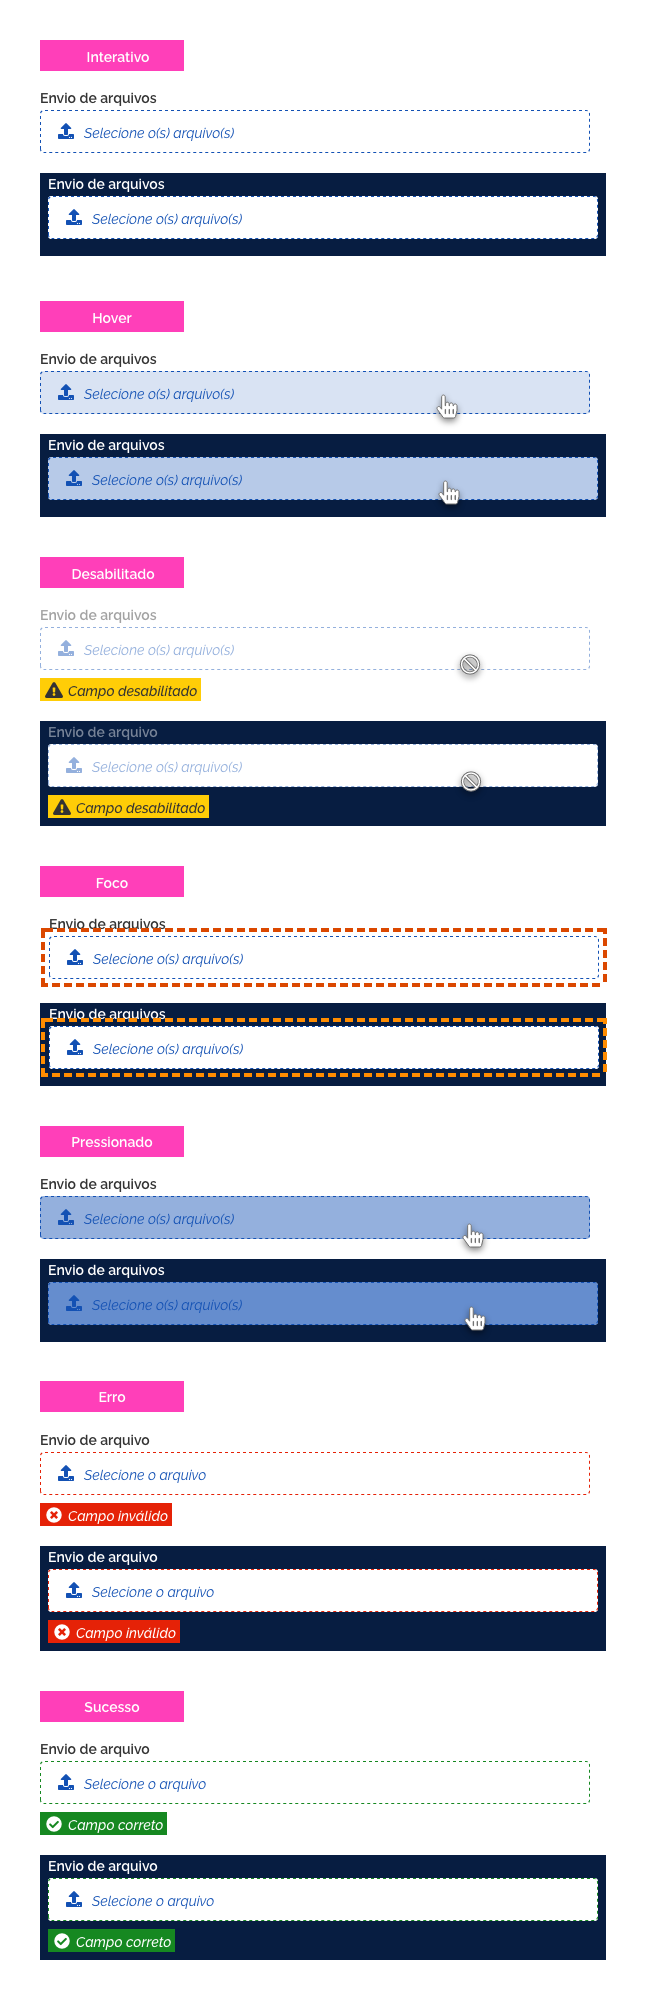 Interativo
Envio de arquivos
Selecione o(s) arquivo(s)
Envio de arquivos
Selecione o(s) arquivo(s)
Hover
Envio de arquivos
Selecione o(s) arquivo(s)
Envio de arquivos
Selecione o(s) arquivo(s)
Desabilitado
Envio de arquivos
Selecione o(s) arquivo(s)
Campo desabilitado
Envio de arquivo
Selecione o(s) arquivo(s)
Campo desabilitado
Foco
Envio de arquivos
Selecione o(s) arquivo(s)
Envio de arquivos
Selecione o(s) arquivo(s)
Pressionado
Envio de arquivos
Selecione o(s) arquivo(s)
Envio de arquivos
Selecione o(s) arquivo(s)
Erro
Envio de arquivo
Selecione o arquivo
Campo inválido
Envio de arquivo
Selecione o arquivo
Campo inválido
Sucesso
Envio de arquivo
Selecione o arquivo
Campo correto
Envio de arquivo
Selecione o arquivo
Campo correto